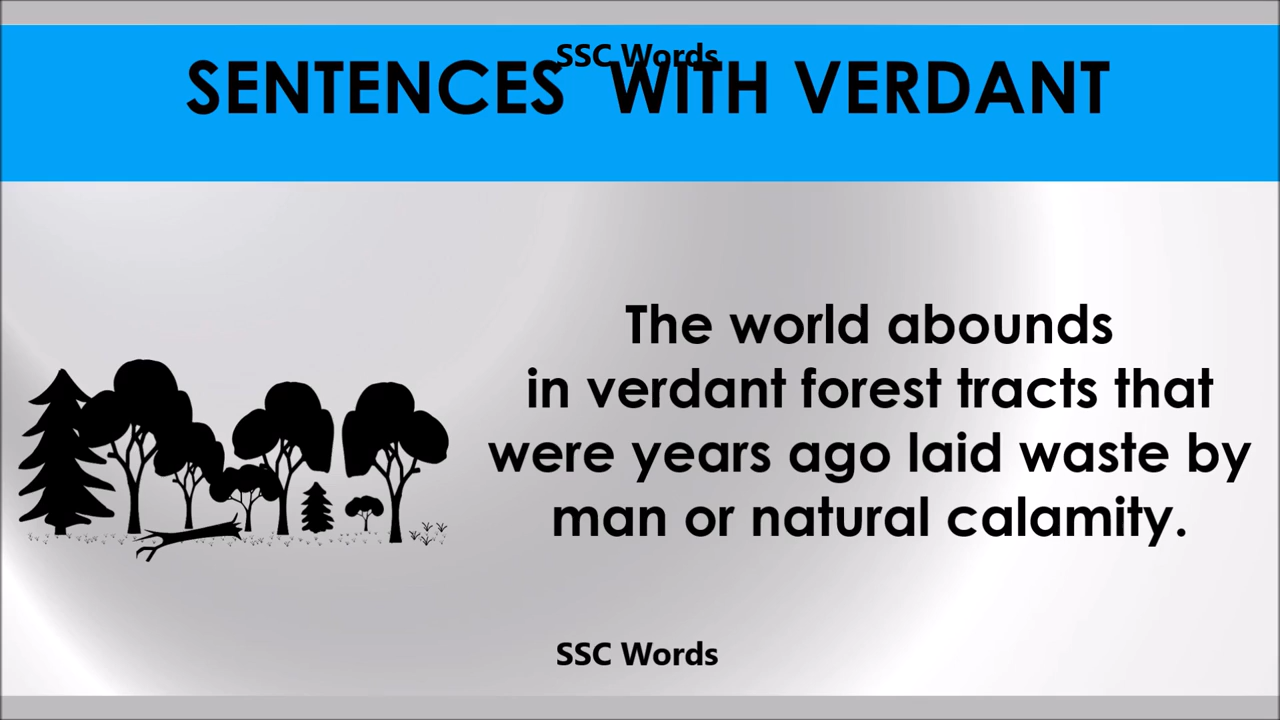 SSC Words
SENTENCES WITH VERDANT
The world abounds
in verdant forest tracts that
were years ago laid waste by
man or natural calamity.
SSC Words